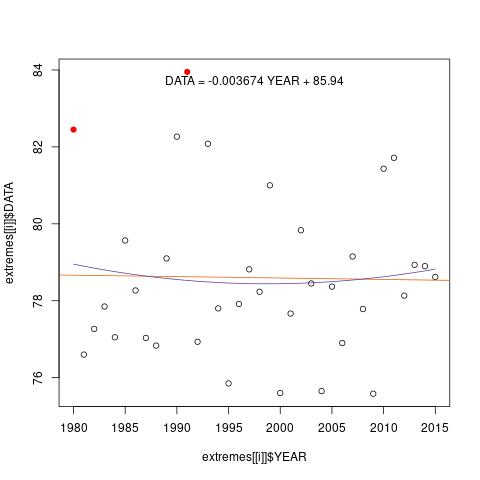 DATA = -0.003674 YEAR + 85.94
84
82
80
78
76
extremes[[i]]$DATA
1980 1985 1990 1995 2000 2005 2010 2015
extremes[[i]]$YEAR